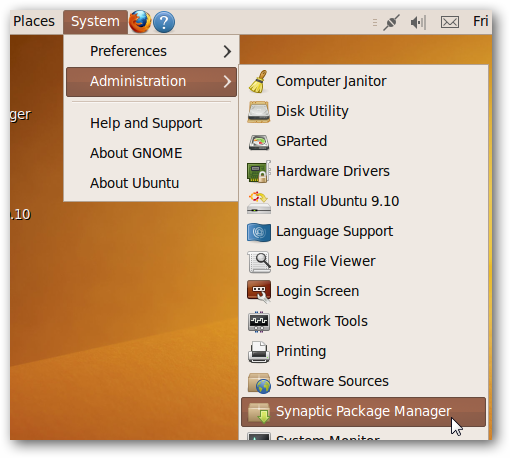 Places System Fri
Preferences
Administration
Help and Support
About GNOME
About Ubuntu
ger
.10
Computer Janitor
Disk Utility
GParted
Hardware Drivers
Install Ubuntu 9.10
Language Support
Log File Viewer
Login Screen
Network Tools
Printing
Software Sources
Synaptic Package Manager
System Monitor